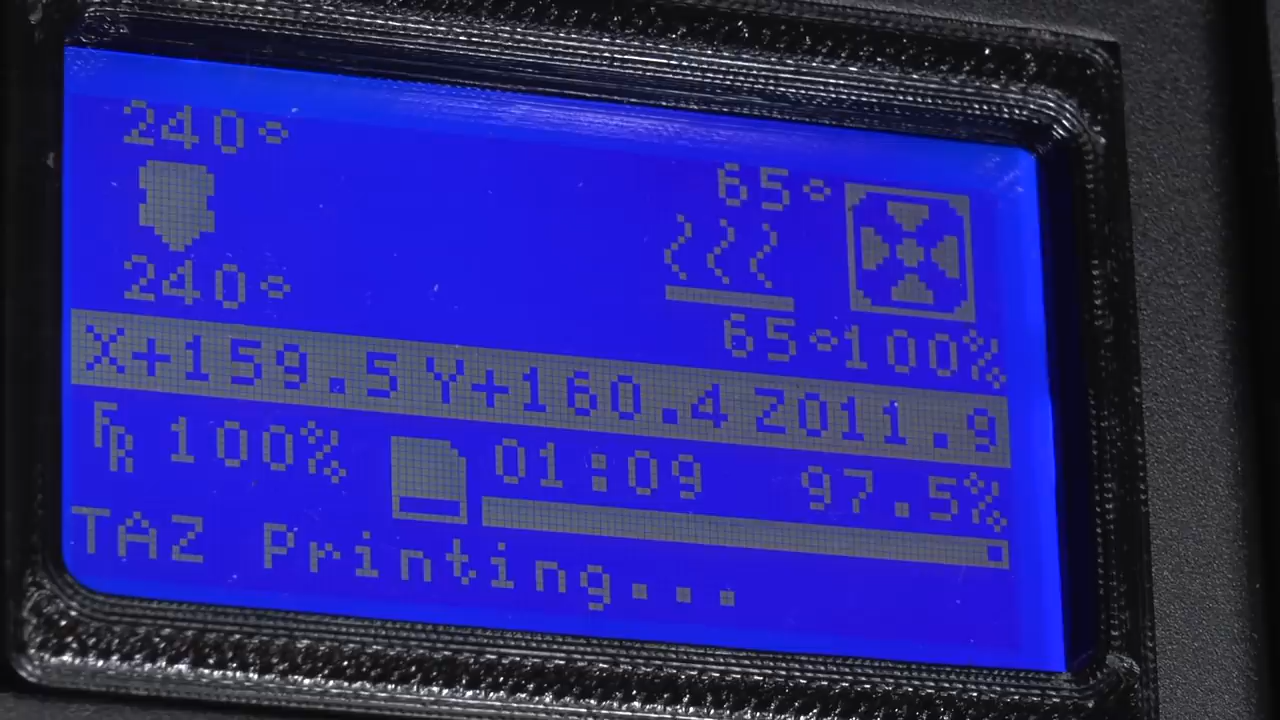 240°
65°
240°
65°100%
X+159.5 Y+160.4 Z011.9
FR 100% 01:09 97.5%
TAZ Printing...